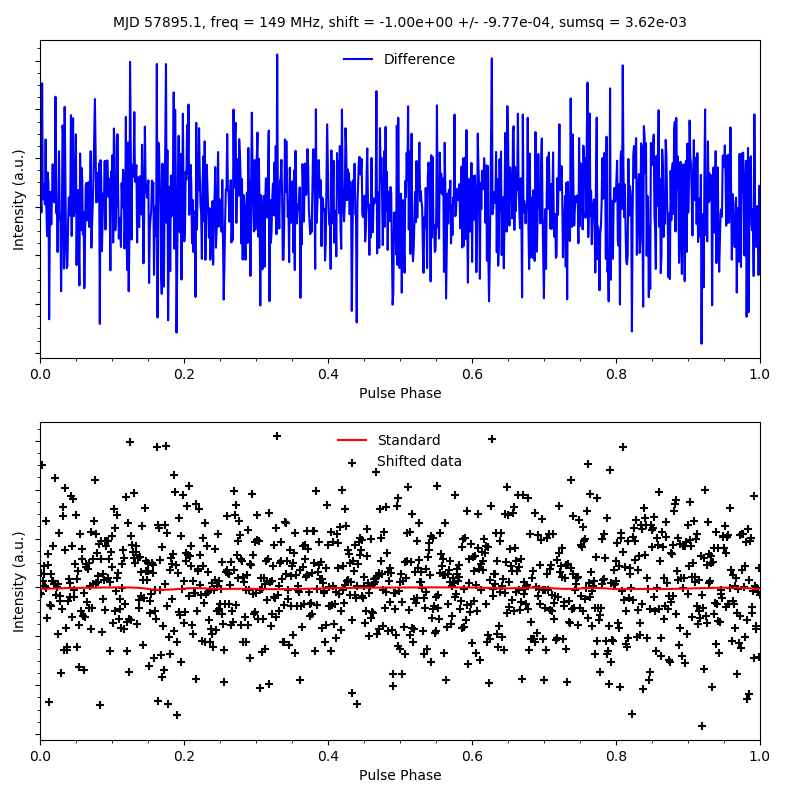 MJD 57895.1, freq = 149 MHz, shift = -1.00e+00 +/- -9.77e-04, sumsq = 3.62e-03
Difference
Intensity (a.u.)
0.0 0.2 0.4 0.6 0.8 1.0
Pulse Phase
Standard
Shifted data
Intensity (a.u.)
0.0 0.2 0.4 0.6 0.8 1.0
Pulse Phase